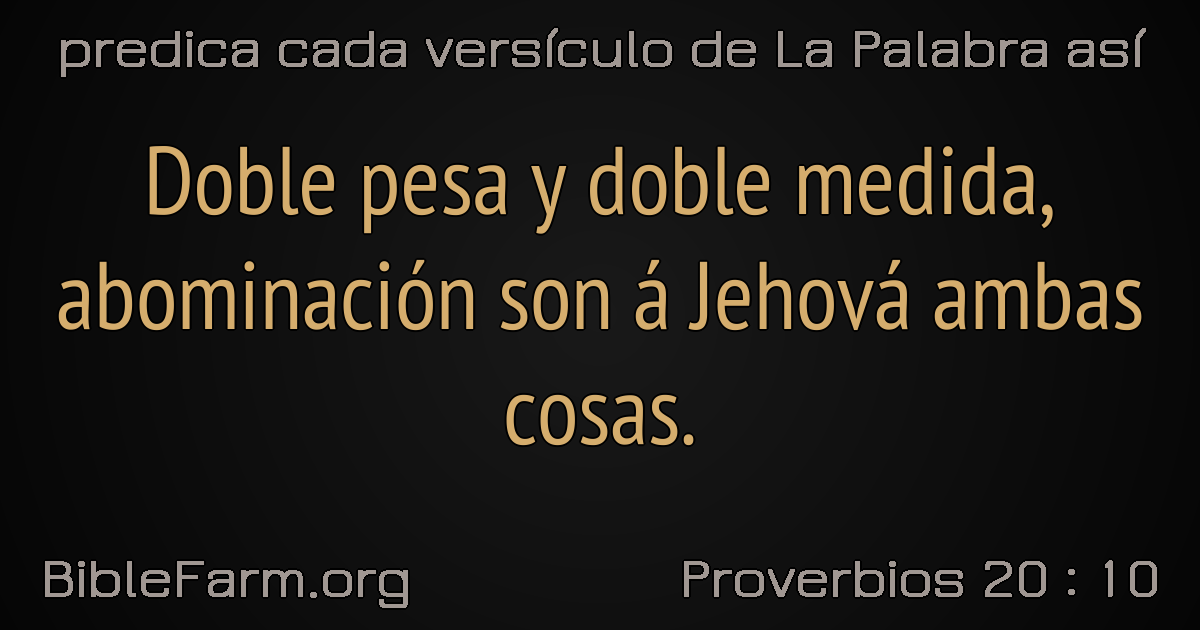 predica cada versículo de La Palabra así
Doble pesa y doble medida,
abominación son á Jehová ambas
cosas.
BibleFarm.org
Proverbios 20 : 10